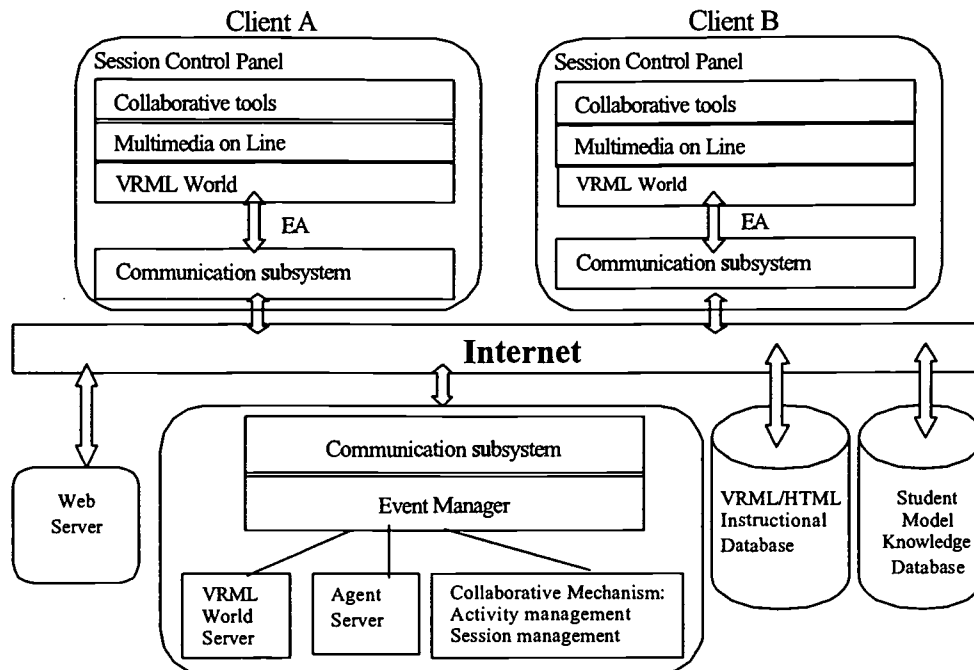 Client A
Client B
Session Control Panel
Collaborative tools
Multimedia on Line
VRML World
EA
Communication subsystem
Session Control Panel
Collaborative tools
Multimedia on Line
VRML World
EA
Communication subsystem
Internet
Web
Server
Communication subsystem
Event Manager
VRML
World
Server
Agent
Server
Collaborative Mechanism:
Activity management
Session management
VRML/HTML
Instructional
Database
Student
Model
Knowledge
Database